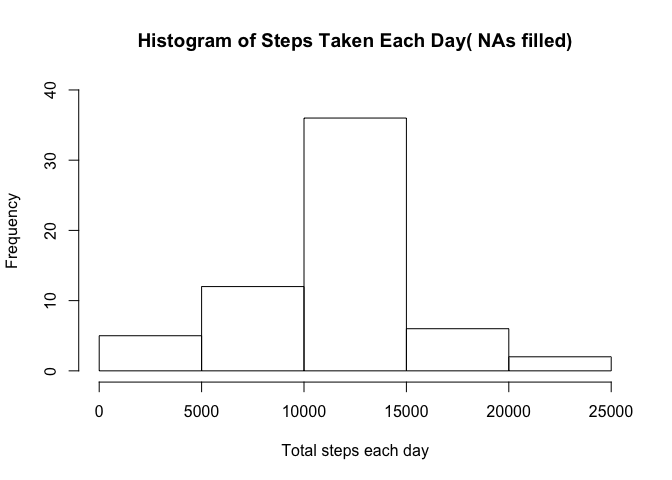 Histogram of Steps Taken Each Day( NAs filled)
40
30
20
10
0
Frequency
0 5000 10000 15000 20000 25000
Total steps each day